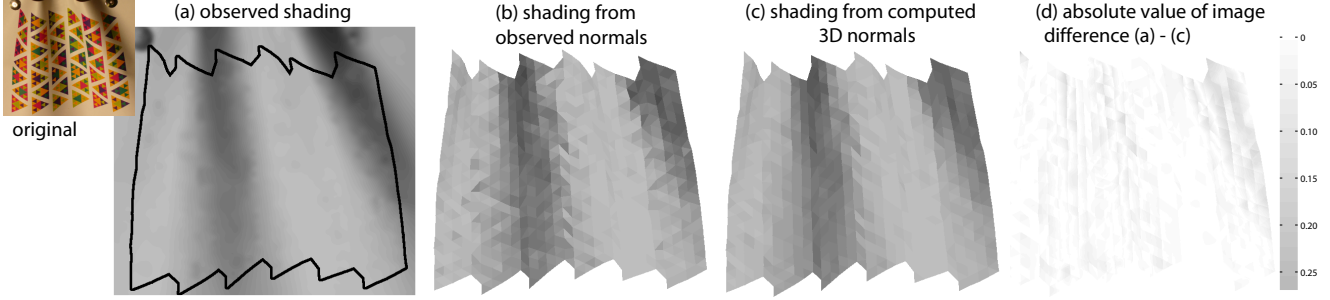 (a) observed shading
(b) shading from
observed normals
(c) shading from computed
3D normals
(d) absolute value of image
difference (a) - (c)
original
0
0.05
0.10
0.15
0.20
0.25